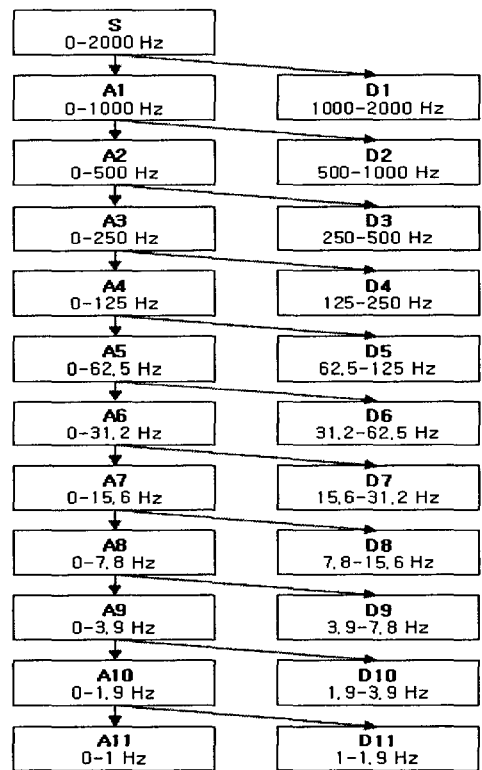 S
0-2000 Hz
A1
0-1000 Hz
D1
1000-2000 Hz
A2
0-500 Hz
D2
500-1000 Hz
A3
0-250 Hz
D3
250-500 Hz
A4
0-125 Hz
D4
125-250 Hz
A5
0-62,5 Hz
D5
62,5-125 Hz
A6
0-31,2 Hz
D6
31,2-62,5 Hz
A7
0-15,6 Hz
D7
15,6-31,2 Hz
A8
0-7,8 Hz
D8
7,8-15,6 Hz
A9
0-3,9 Hz
D9
3,9-7,8 Hz
A10
0-1,9 Hz
D10
1,9-3,9 Hz
A11
0-1 Hz
D11
1-1,9 Hz